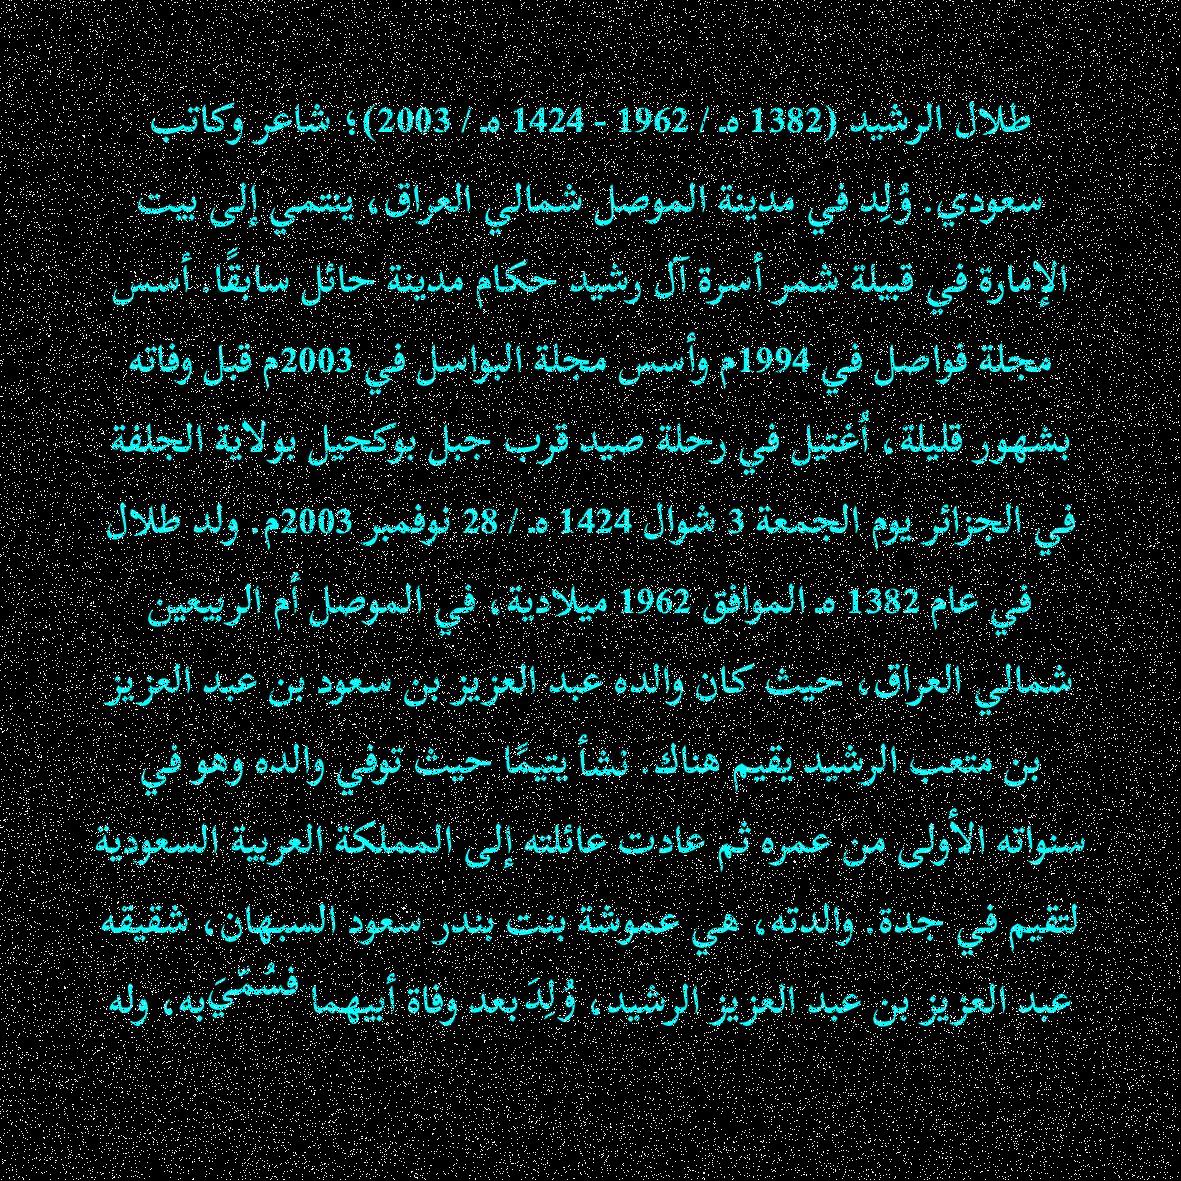 طلال الرشيد (1382 هـ / 1962 - 1424 هـ / 2003)؛ شاعر وكاتب
سعودي. وُلِد في مدينة الموصل شمالي العراق، ينتمي إلى بيت
الإمارة في قبيلة شمر أسرة آل رشيد حكام مدينة حائل سابقًا. أسس
مجلة فواصل في 1994م وأسس مجلة البواسل في 2003م قبل وفاته
بشهور قليلة، أُغتيل في رحلة صيد قرب جبل بوكحيل بولاية الجلفة
في الجزائر يوم الجمعة 3 شوال 1424 هـ / 28 نوفمبر 2003م. ولد طلال
في عام 1382 هـ الموافق 1962 ميلادية، في الموصل أم الربيعين
شمالي العراق، حيث كان والده عبد العزيز بن سعود بن عبد العزيز
بن متعب الرشيد يقيم هناك. نشأ يتيمًا حيث توفي والده وهو في
سنواته الأولى من عمره ثم عادت عائلته إلى المملكة العربية السعودية
لتقيم في جدة. والدته، هي عموشة بنت بندر سعود السبهان، شقيقه
عبد العزيز بن عبد العزيز الرشيد، وُلِدَ بعد وفاة أبيهما فسُمّيَ به، وله